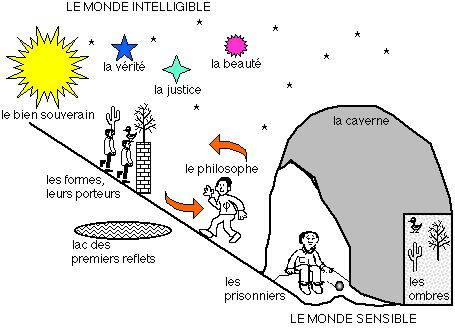 LE MONDE INTELLIGIBLE
la vérité
la beauté
la justice
le bien souverain
la caverne
le philosophe
les formes,
leurs porteurs
lac des
premiers reflets
les
prisonniers
les
ombres
LE MONDE SENSIBLE